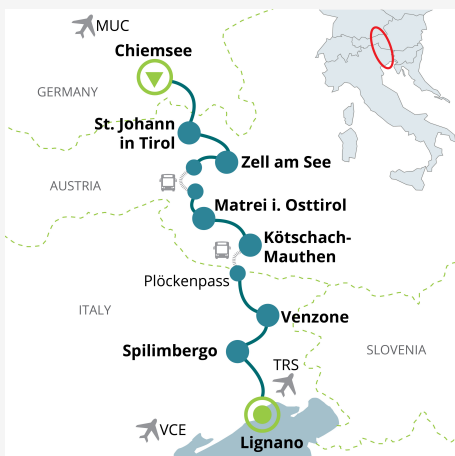 MUC
Chiemsee
GERMANY
St. Johann
in Tirol
Zell am See
AUSTRIA
Matrei i. Osttirol
Kötschach-
Mauthen
Plöckenpass
ITALY
Venzone
Spilimbergo
SLOVENIA
TRS
VCE
Lignano